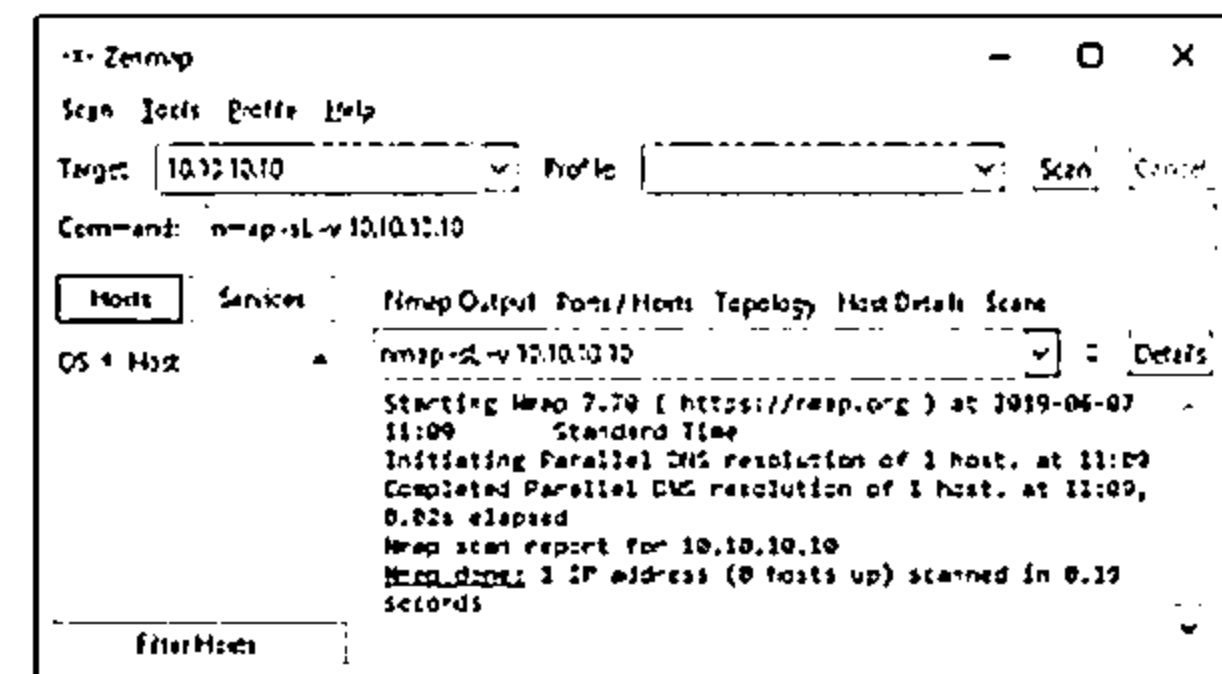 Zenmap
Scan Tools Profile Help
Target: 10.10.10.10 Profile: Scan Cancel
Command: nmap -sL -v 10.10.10.10
Hosts Services Nmap Output Ports / Hosts Topology Host Details Scans
OS Host nmap -sL -v 10.10.10.10 Details
Starting Nmap 7.70 ( https://nmap.org ) at 2019-06-07
11:09 Standard Time
Initiating Parallel DNS resolution of 1 host. at 11:09
Completed Parallel DNS resolution of 1 host. at 11:09,
0.02s elapsed
Nmap scan report for 10.10.10.10
Nmap done: 1 IP address (0 hosts up) scanned in 0.19
seconds
Filter Hosts